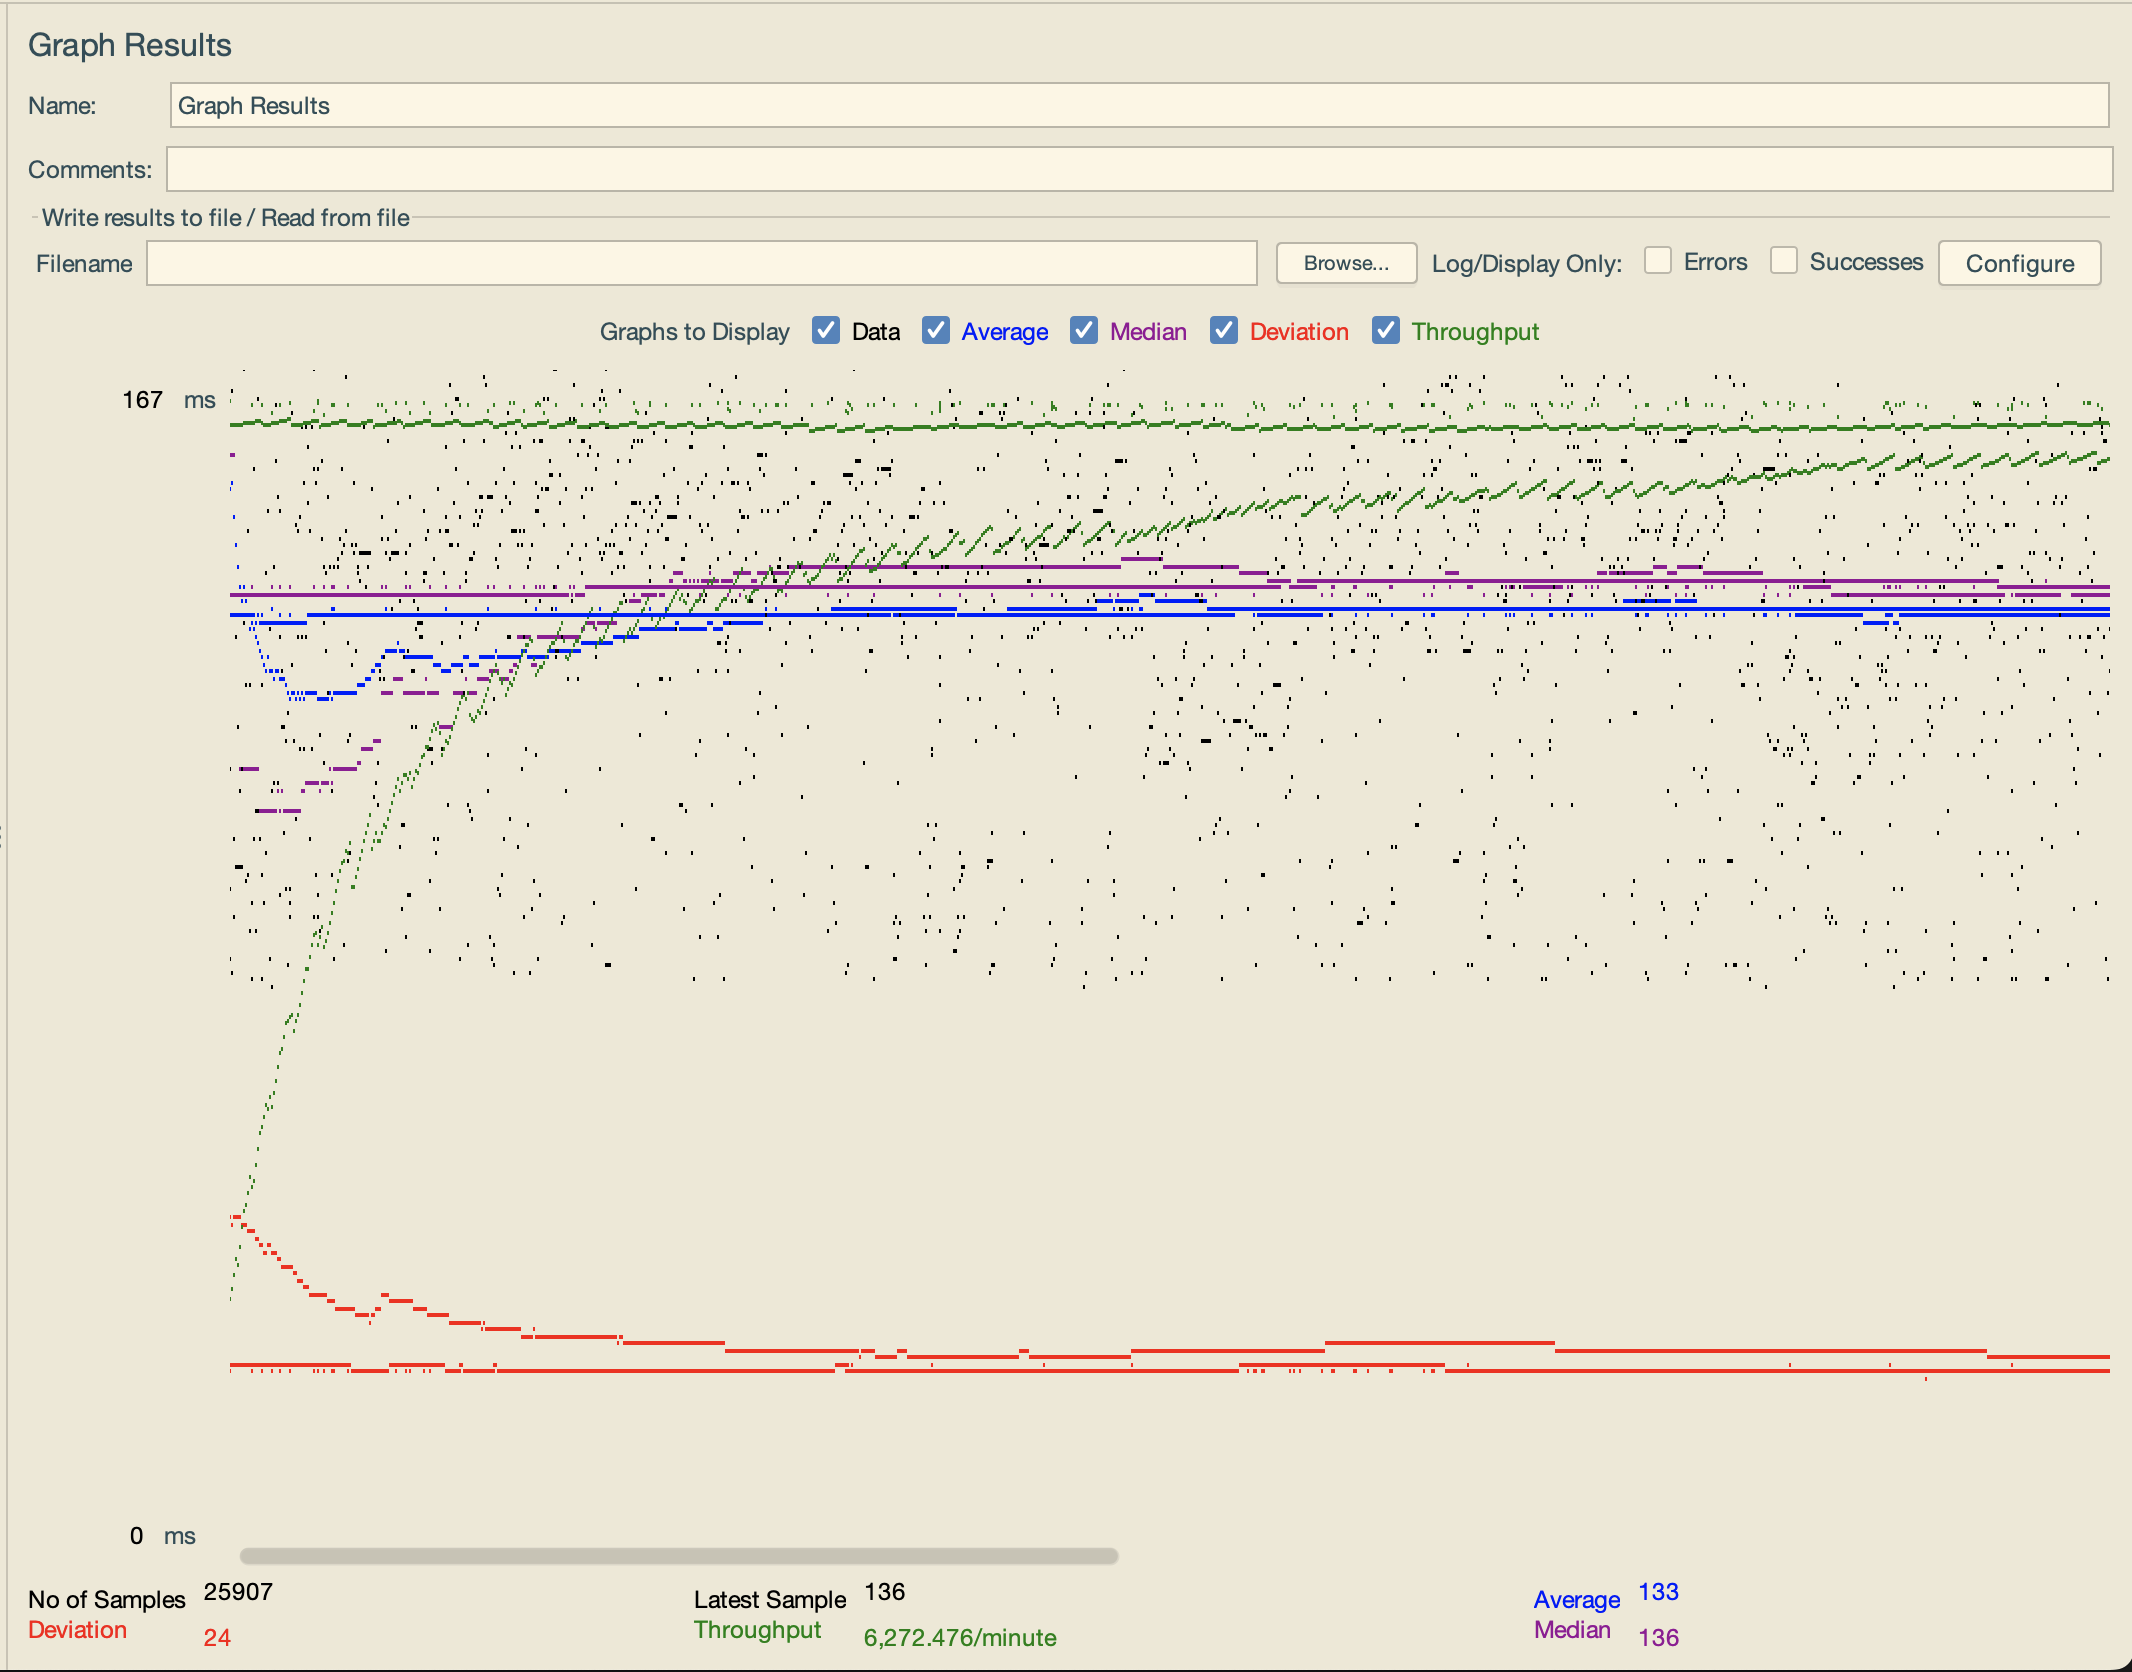 Graph Results
Name: Graph Results
Comments:
Write results to file / Read from file
Filename Browse... Log/Display Only: Errors Successes Configure
Graphs to Display Data Average Median Deviation Throughput
167 ms
0 ms
No of Samples 25907 Latest Sample 136 Average 133
Deviation 24 Throughput 6,272.476/minute Median 136